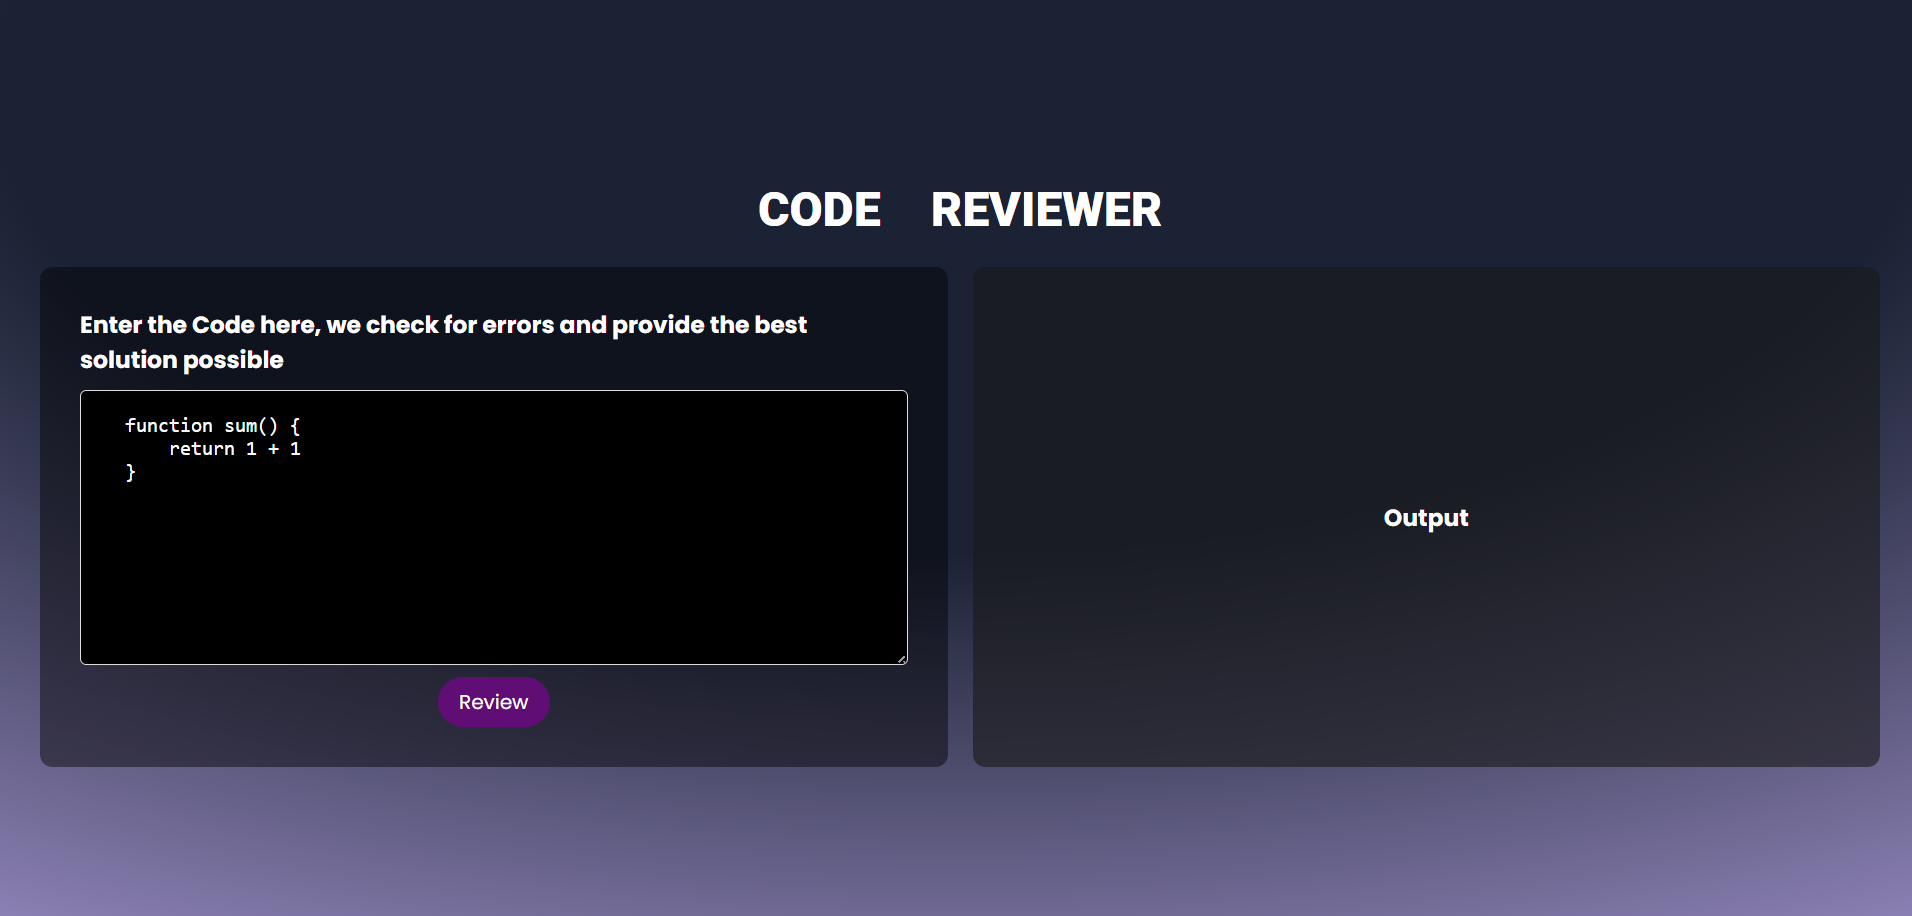 CODE REVIEWER
Enter the Code here, we check for errors and provide the best
solution possible
function sum() {
    return 1 + 1
}
Review
Output